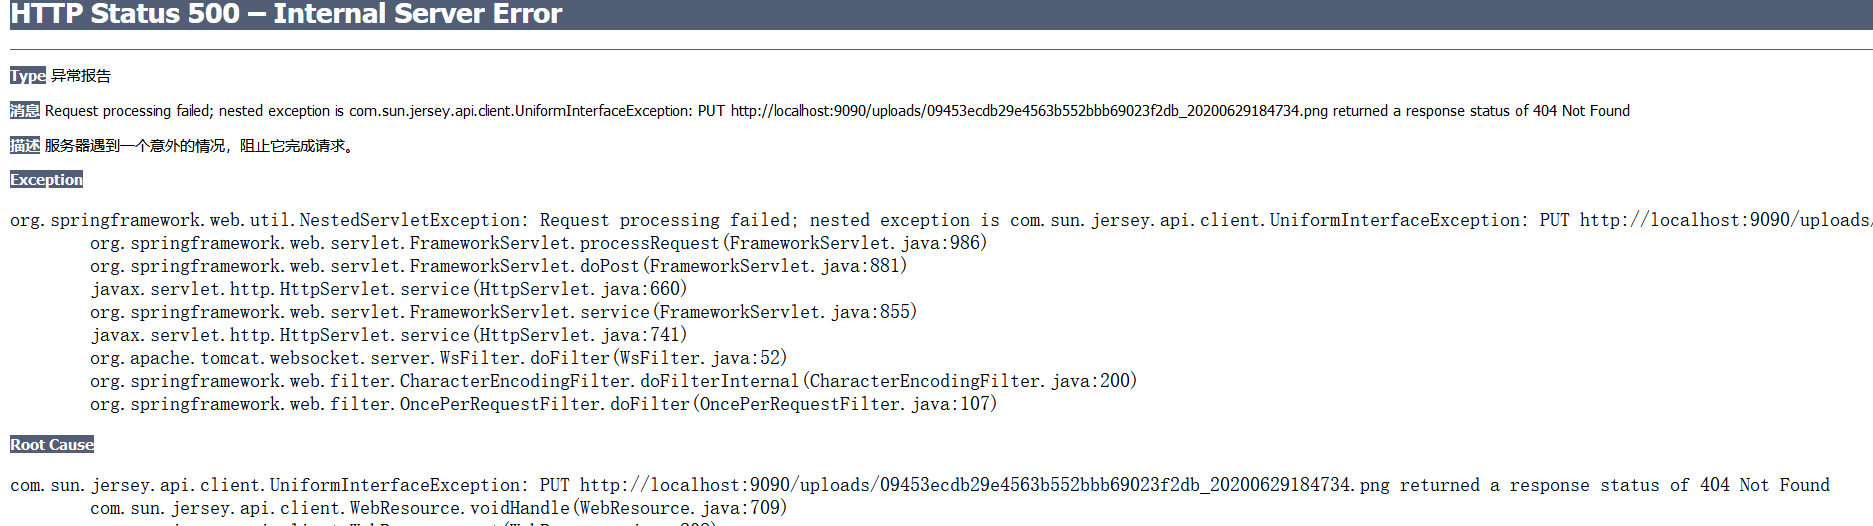 HTTP Status 500 – Internal Server Error
Type 异常报告
消息 Request processing failed; nested exception is com.sun.jersey.api.client.UniformInterfaceException: PUT http://localhost:9090/uploads/09453ecdb29e4563b552bbb69023f2db_20200629184734.png returned a response status of 404 Not Found
描述 服务器遇到一个意外的情况，阻止它完成请求。
Exception
org.springframework.web.util.NestedServletException: Request processing failed; nested exception is com.sun.jersey.api.client.UniformInterfaceException: PUT http://localhost:9090/uploads/
org.springframework.web.servlet.FrameworkServlet.processRequest(FrameworkServlet.java:986)
org.springframework.web.servlet.FrameworkServlet.doPost(FrameworkServlet.java:881)
javax.servlet.http.HttpServlet.service(HttpServlet.java:660)
org.springframework.web.servlet.FrameworkServlet.service(FrameworkServlet.java:855)
javax.servlet.http.HttpServlet.service(HttpServlet.java:741)
org.apache.tomcat.websocket.server.WsFilter.doFilter(WsFilter.java:52)
org.springframework.web.filter.CharacterEncodingFilter.doFilterInternal(CharacterEncodingFilter.java:200)
org.springframework.web.filter.OncePerRequestFilter.doFilter(OncePerRequestFilter.java:107)
Root Cause
com.sun.jersey.api.client.UniformInterfaceException: PUT http://localhost:9090/uploads/09453ecdb29e4563b552bbb69023f2db_20200629184734.png returned a response status of 404 Not Found
com.sun.jersey.api.client.WebResource.voidHandle(WebResource.java:709)